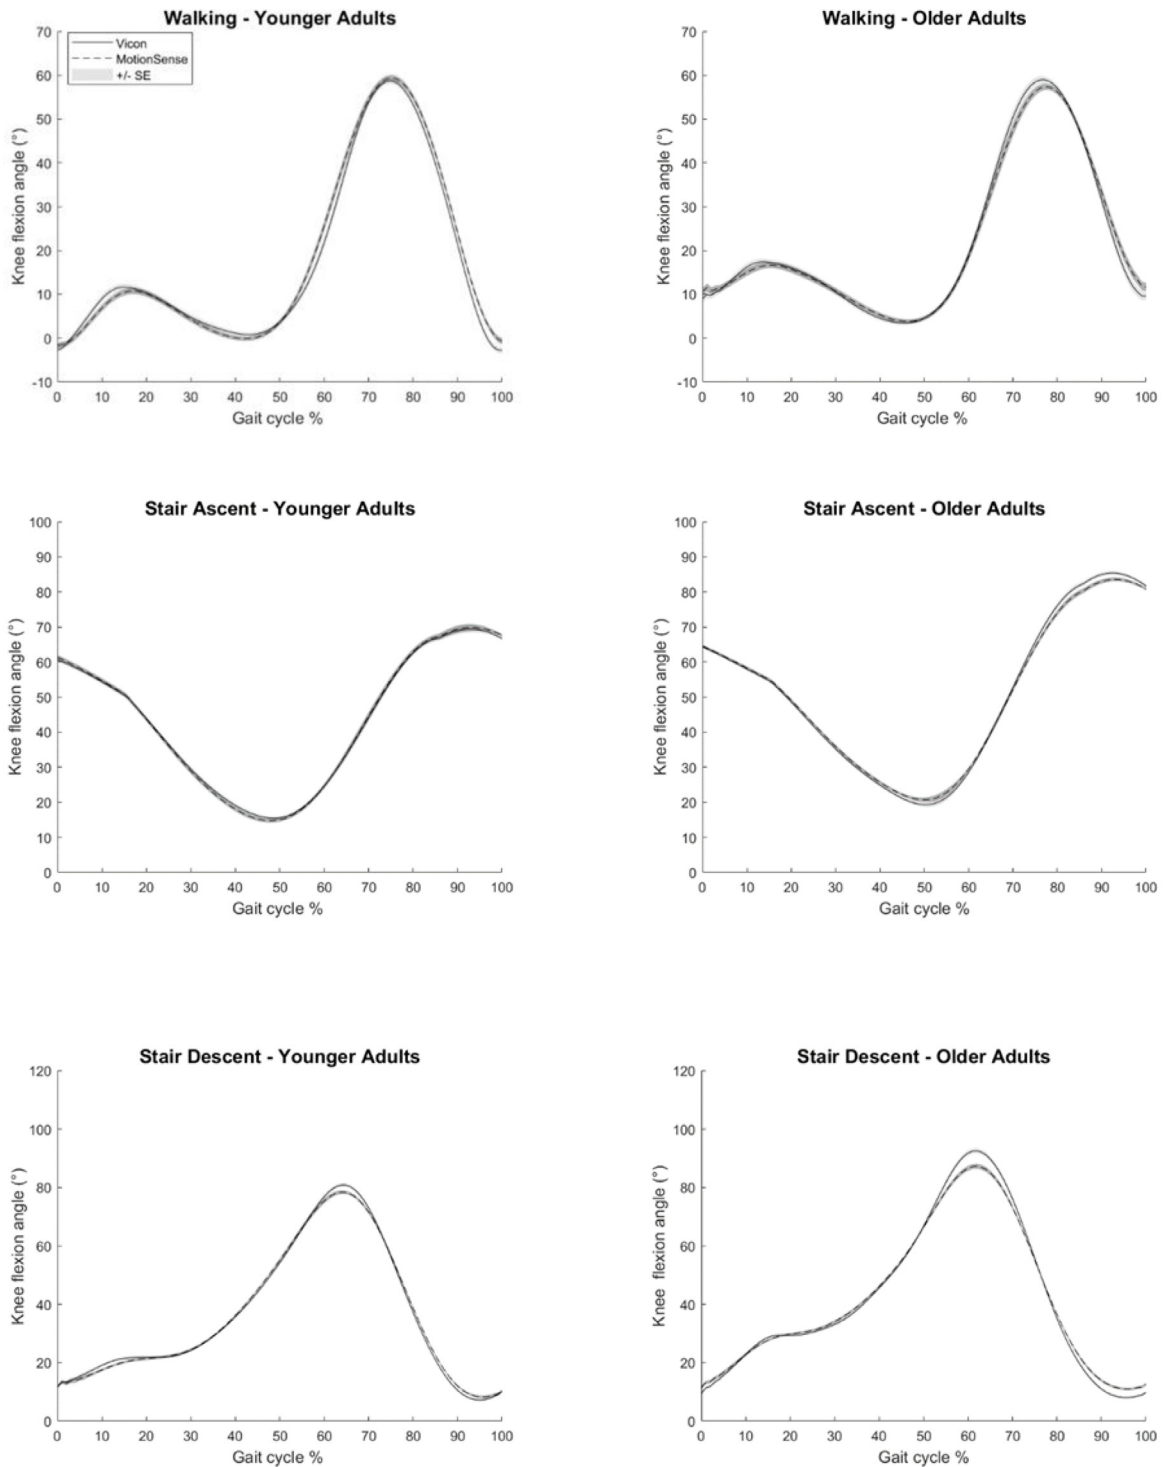 Walking - Younger Adults
70
60
50
40
30
20
10
0
-10
Knee flexion angle (°)
Vicon
MotionSense
+/- SE
0 10 20 30 40 50 60 70 80 90 100
Gait cycle %
Walking - Older Adults
70
60
50
40
30
20
10
0
-10
Knee flexion angle (°)
0 10 20 30 40 50 60 70 80 90 100
Gait cycle %
Stair Ascent - Younger Adults
100
90
80
70
60
50
40
30
20
10
0
Knee flexion angle (°)
0 10 20 30 40 50 60 70 80 90 100
Gait cycle %
Stair Ascent - Older Adults
100
90
80
70
60
50
40
30
20
10
0
Knee flexion angle (°)
0 10 20 30 40 50 60 70 80 90 100
Gait cycle %
Stair Descent - Younger Adults
120
100
80
60
40
20
0
Knee flexion angle (°)
0 10 20 30 40 50 60 70 80 90 100
Gait cycle %
Stair Descent - Older Adults
120
100
80
60
40
20
0
Knee flexion angle (°)
0 10 20 30 40 50 60 70 80 90 100
Gait cycle %